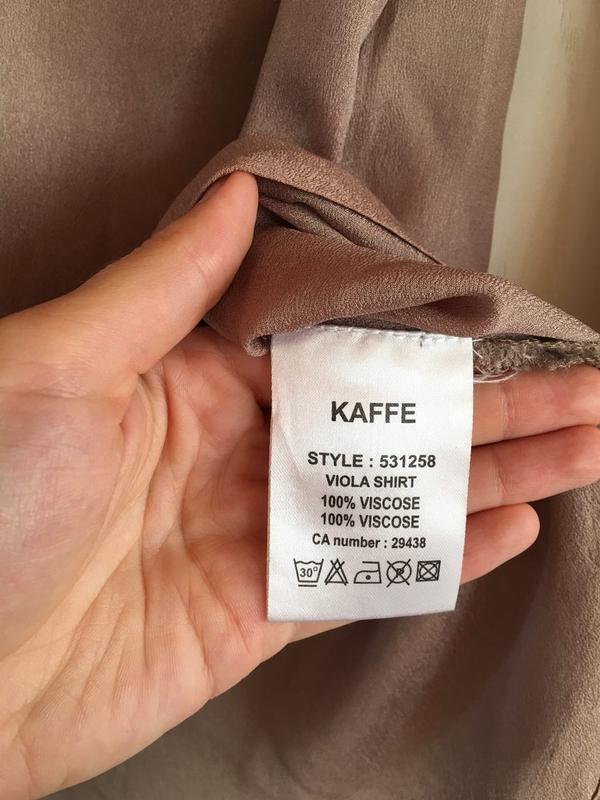 KAFFE
STYLE : 531258
VIOLA SHIRT
100% VISCOSE
100% VISCOSE
CA number : 29438
30°
P